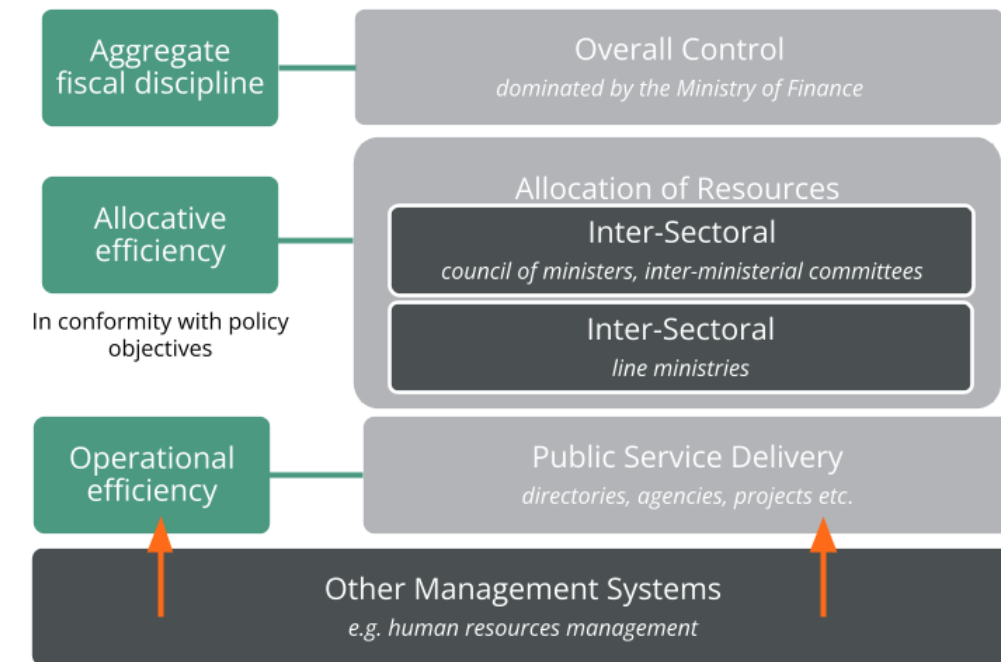 Aggregate
fiscal discipline
Overall Control
dominated by the Ministry of Finance
Allocative
efficiency
In conformity with policy
objectives
Allocation of Resources
Inter-Sectoral
council of ministers, inter-ministerial committees
Inter-Sectoral
line ministries
Operational
efficiency
Public Service Delivery
directories, agencies, projects etc.
Other Management Systems
e.g. human resources management